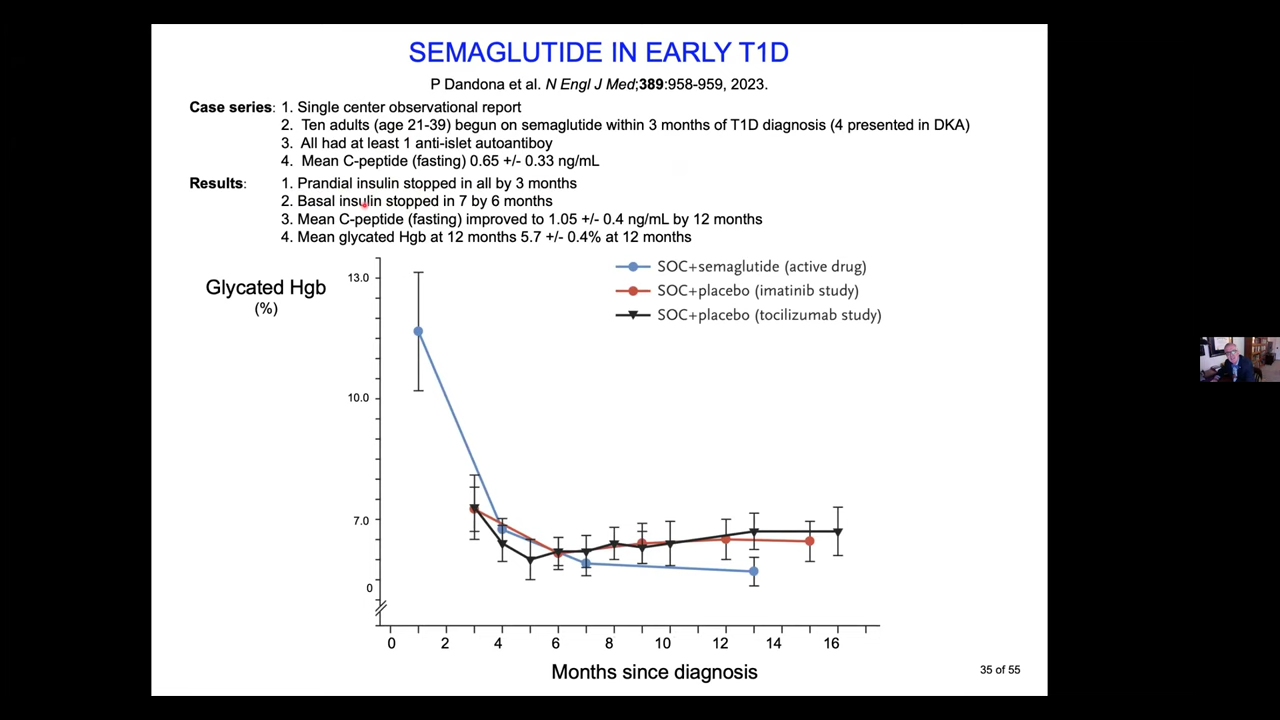 SEMAGLUTIDE IN EARLY T1D
P Dandona et al. N Engl J Med;389:958-959, 2023.
Case series: 1. Single center observational report
2. Ten adults (age 21-39) begun on semaglutide within 3 months of T1D diagnosis (4 presented in DKA)
3. All had at least 1 anti-islet autoantiboy
4. Mean C-peptide (fasting) 0.65 +/- 0.33 ng/mL
Results: 1. Prandial insulin stopped in all by 3 months
2. Basal insulin stopped in 7 by 6 months
3. Mean C-peptide (fasting) improved to 1.05 +/- 0.4 ng/mL by 12 months
4. Mean glycated Hgb at 12 months 5.7 +/- 0.4% at 12 months
Glycated Hgb
(%)
13.0
10.0
7.0
0
SOC+semaglutide (active drug)
SOC+placebo (imatinib study)
SOC+placebo (tocilizumab study)
0 2 4 6 8 10 12 14 16
Months since diagnosis
35 of 55